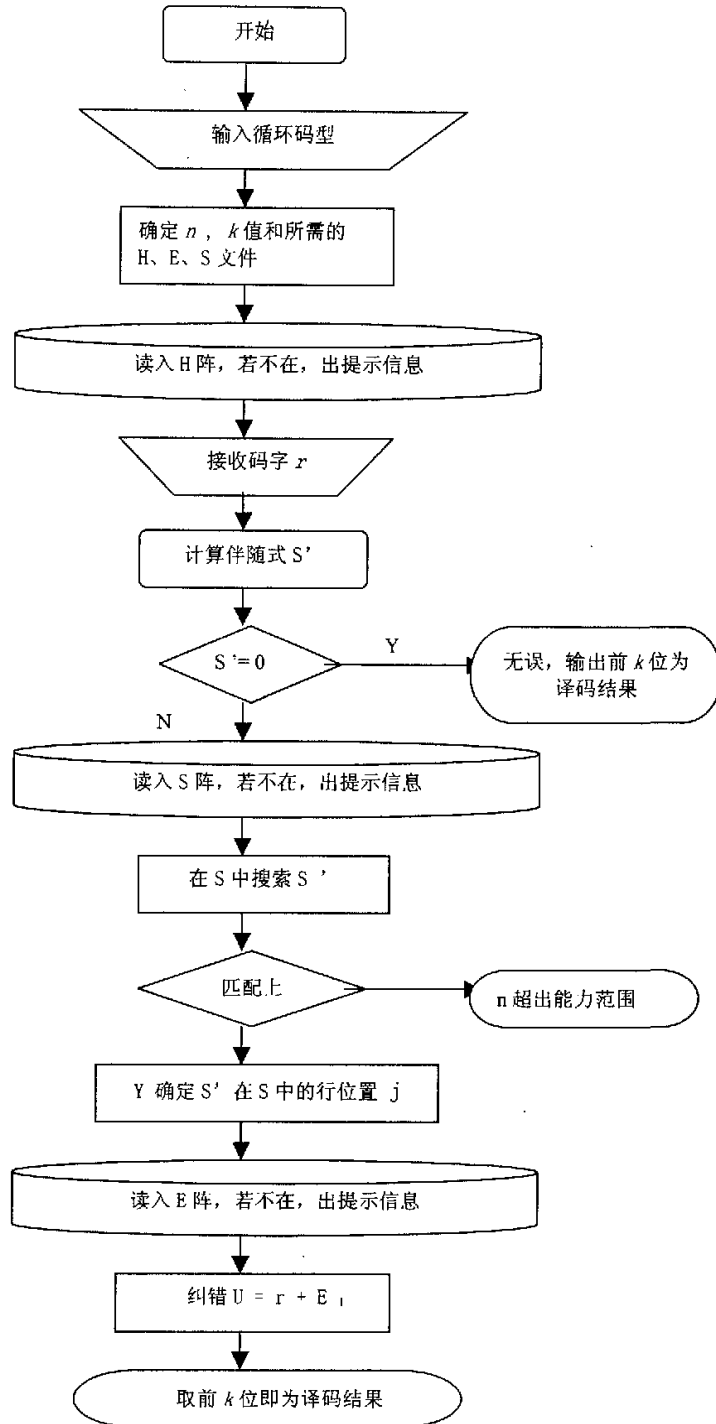 开始
输入循环码型
确定 n ，k 值和所需的
H、E、S 文件
读入 H 阵，若不在，出提示信息
接收码字 r
计算伴随式 S’
S ’= 0
Y
无误，输出前 k 位为
译码结果
N
读入 S 阵，若不在，出提示信息
在 S 中搜索 S ’
匹配上
n 超出能力范围
Y 确定 S’ 在 S 中的行位置 j
读入 E 阵，若不在，出提示信息
纠错 U = r + E
取前 k 位即为译码结果